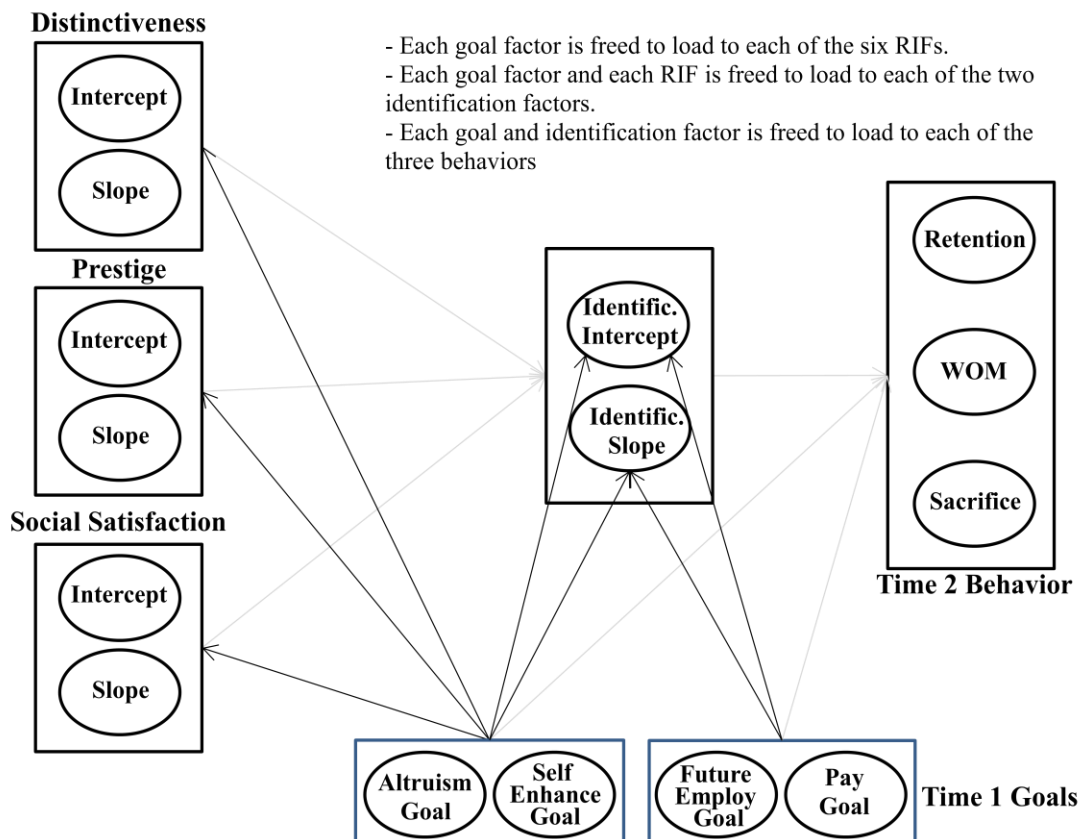 Distinctiveness
Intercept
Slope
- Each goal factor is freed to load to each of the six RIFs.
- Each goal factor and each RIF is freed to load to each of the two
identification factors.
- Each goal and identification factor is freed to load to each of the
three behaviors
Prestige
Intercept
Slope
Social Satisfaction
Intercept
Slope
Identific.
Intercept
Identific.
Slope
Retention
WOM
Sacrifice
Time 2 Behavior
Altruism
Goal
Self
Enhance
Goal
Future
Employ
Goal
Pay
Goal
Time 1 Goals